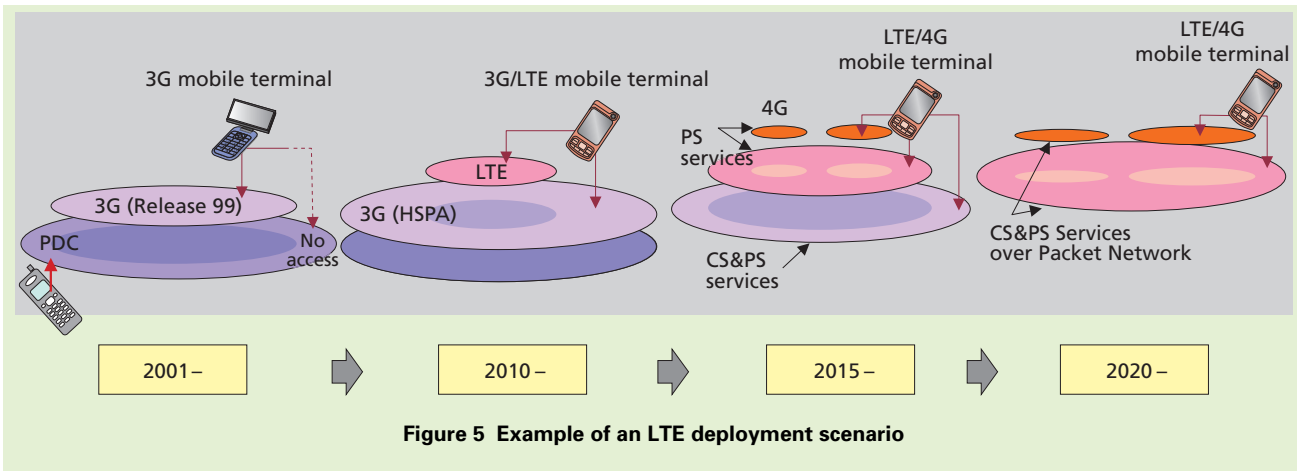 3G mobile terminal
3G (Release 99)
PDC
No
access
3G/LTE mobile terminal
LTE
3G (HSPA)
LTE/4G
mobile terminal
4G
PS
services
CS&PS
services
LTE/4G
mobile terminal
CS&PS Services
over Packet Network
2001 –
2010 –
2015 –
2020 –
Figure 5 Example of an LTE deployment scenario